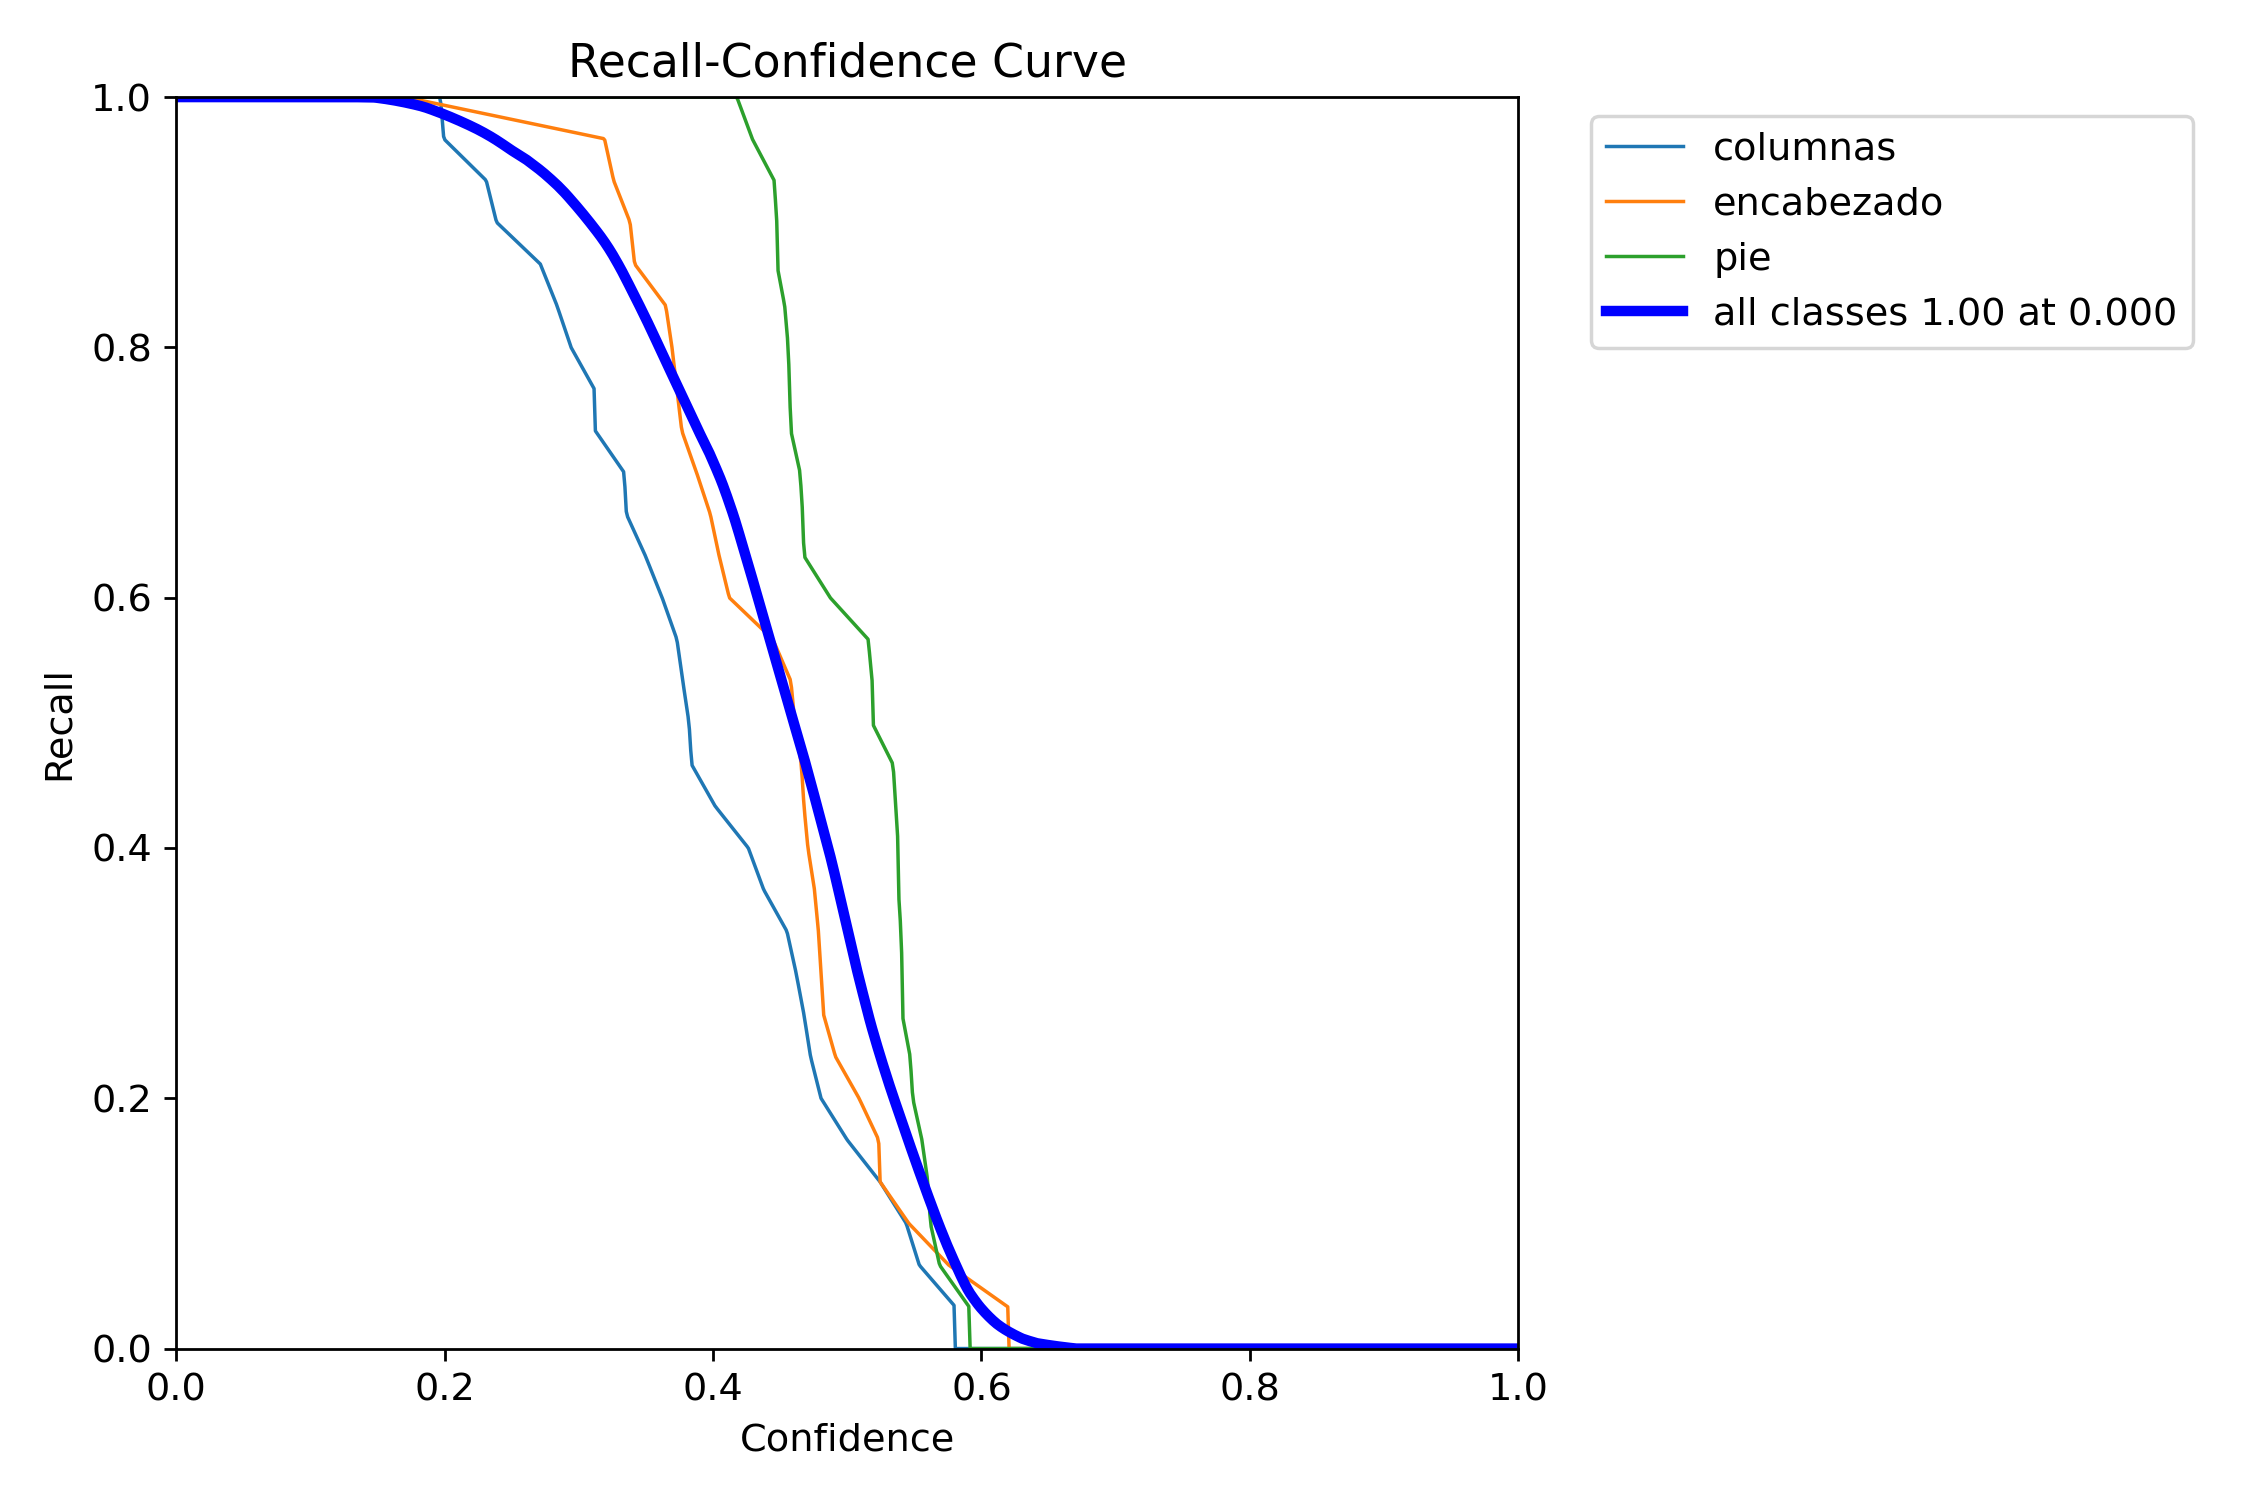 Recall-Confidence Curve
1.0
0.8
0.6
0.4
0.2
0.0
Recall
0.0 0.2 0.4 0.6 0.8 1.0
Confidence
columnas
encabezado
pie
all classes 1.00 at 0.000